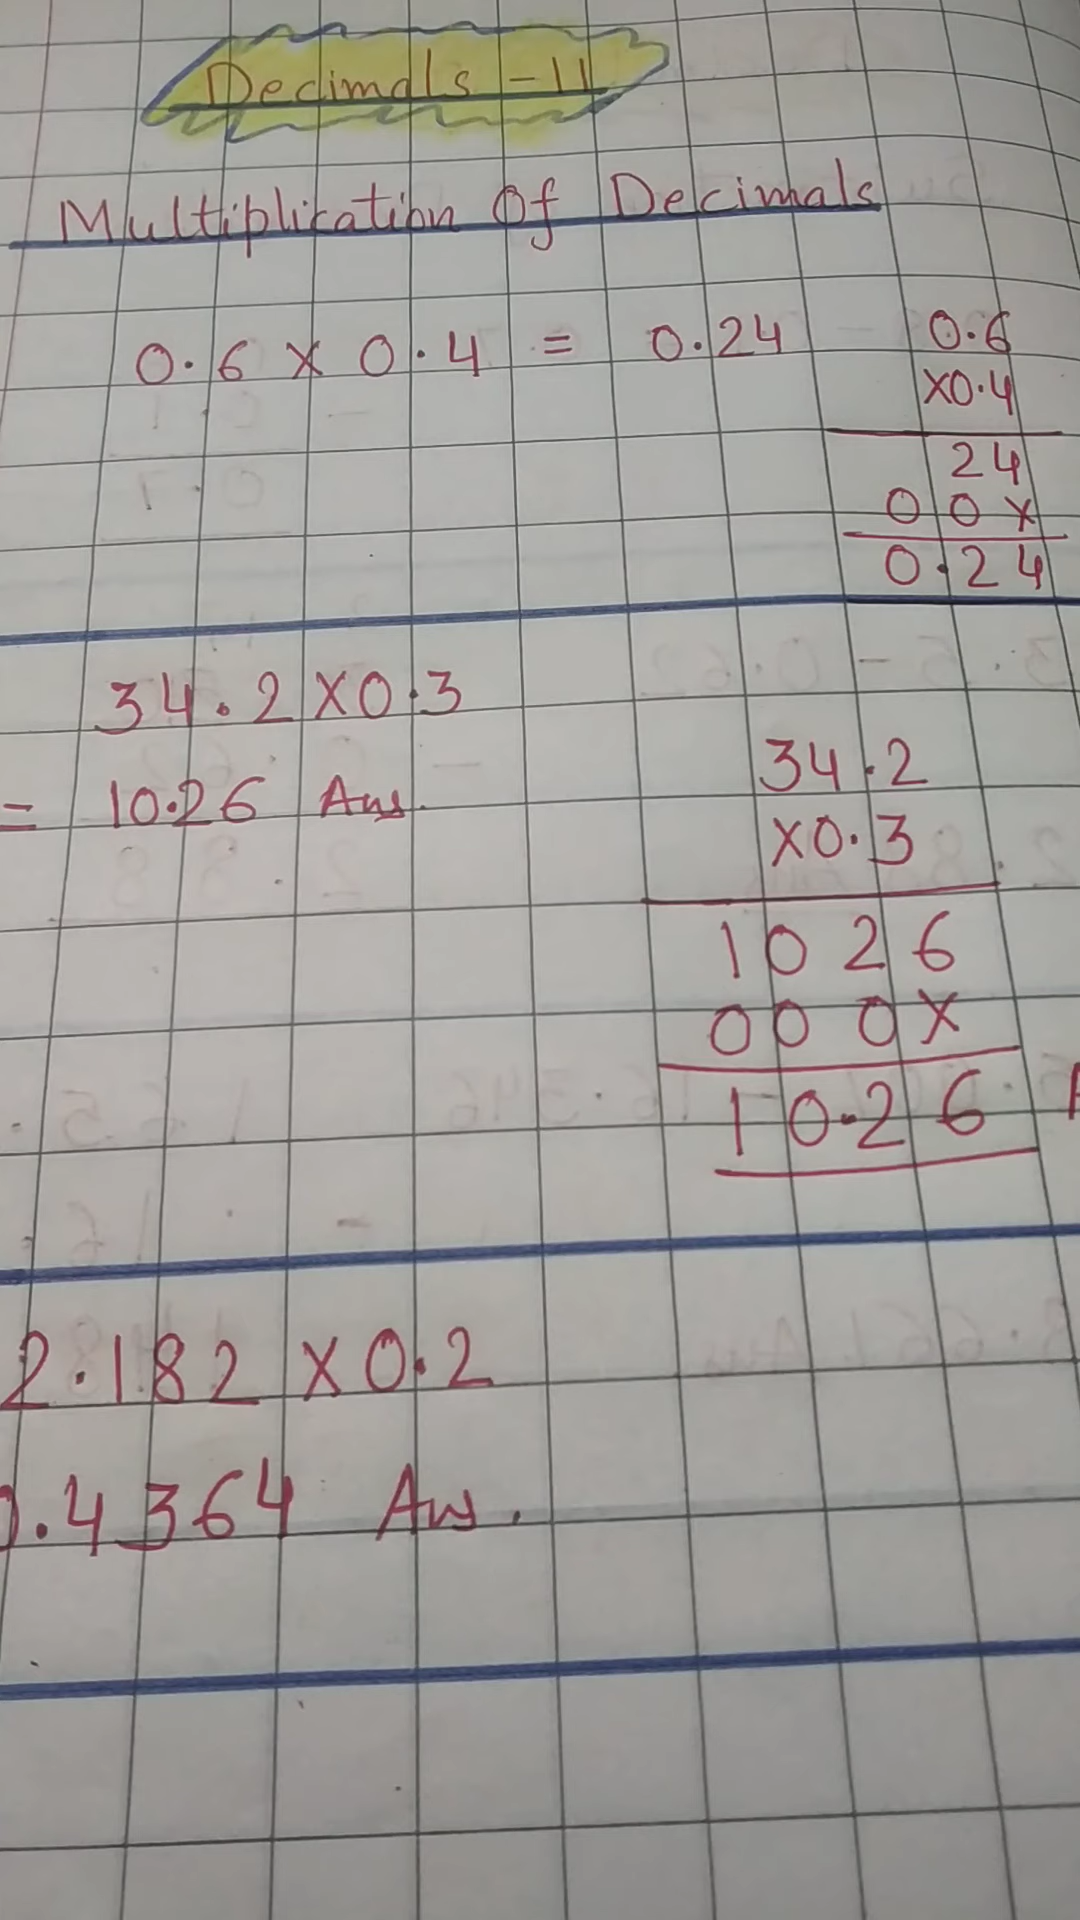 Decimals - II
Multiplication Of Decimals
0.6 x 0.4 = 0.24
0.6
x0.4
24
00x
0.24
34.2 x0.3
= 10.26 Ans.
34.2
x0.3
1026
000x
10.26
2.182 x0.2
.4364 Ans.